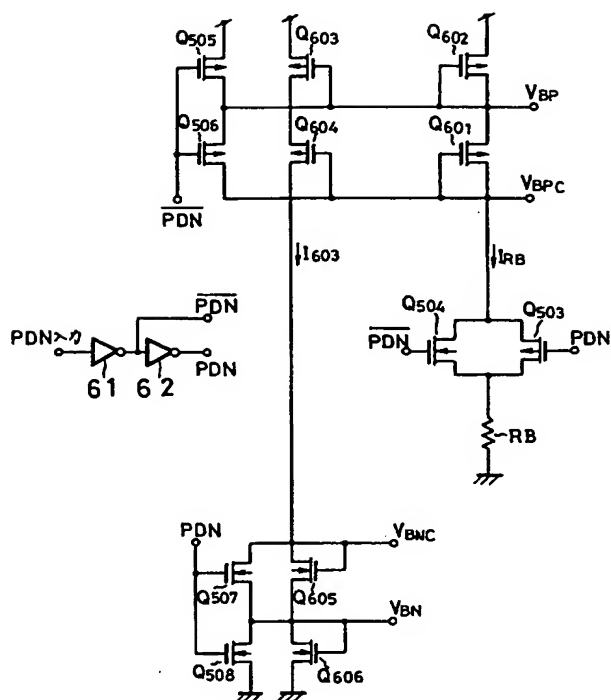 Q505
Q603
Q602
VBP
Q506
Q604
Q601
VBPC
PDN
I603
IRB
Q504
Q503
PDN
PDN
PDN入力
PDN
PDN
61
62
RB
PDN
VBNC
Q507
Q605
VBN
Q508
Q606